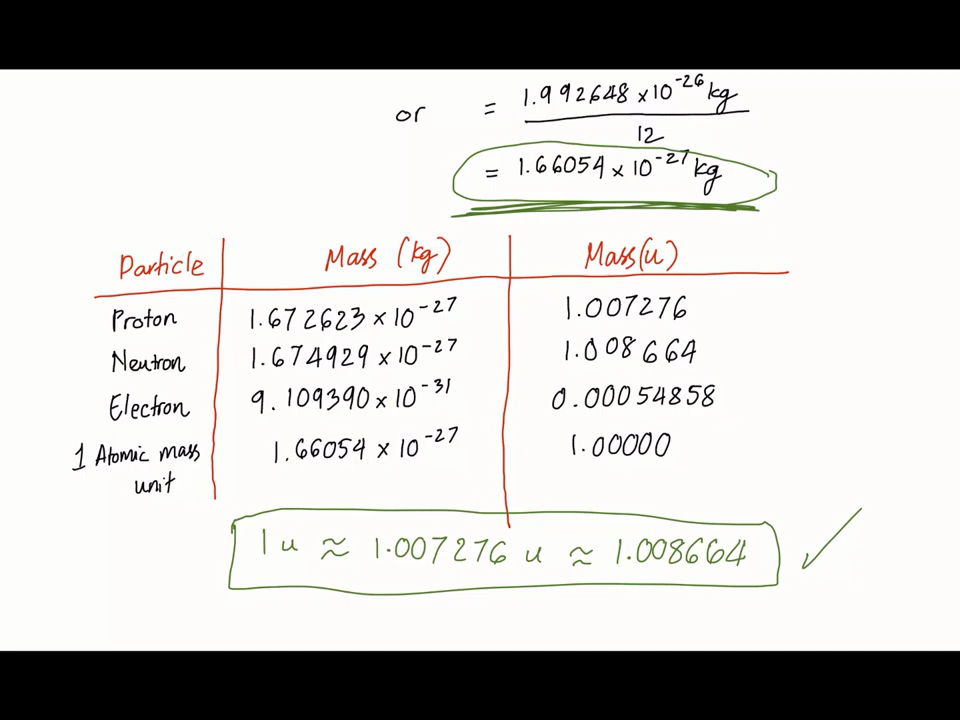 or = 1.992648 × 10⁻²⁶ kg
12
= 1.66054 × 10⁻²⁷ kg
Particle Mass (kg) Mass (u)
Proton 1.672623 × 10⁻²⁷ 1.007276
Neutron 1.674929 × 10⁻²⁷ 1.008664
Electron 9.109390 × 10⁻³¹ 0.00054858
1 Atomic mass 1.66054 × 10⁻²⁷ 1.00000
unit
1 u ≈ 1.007276 u ≈ 1.008664